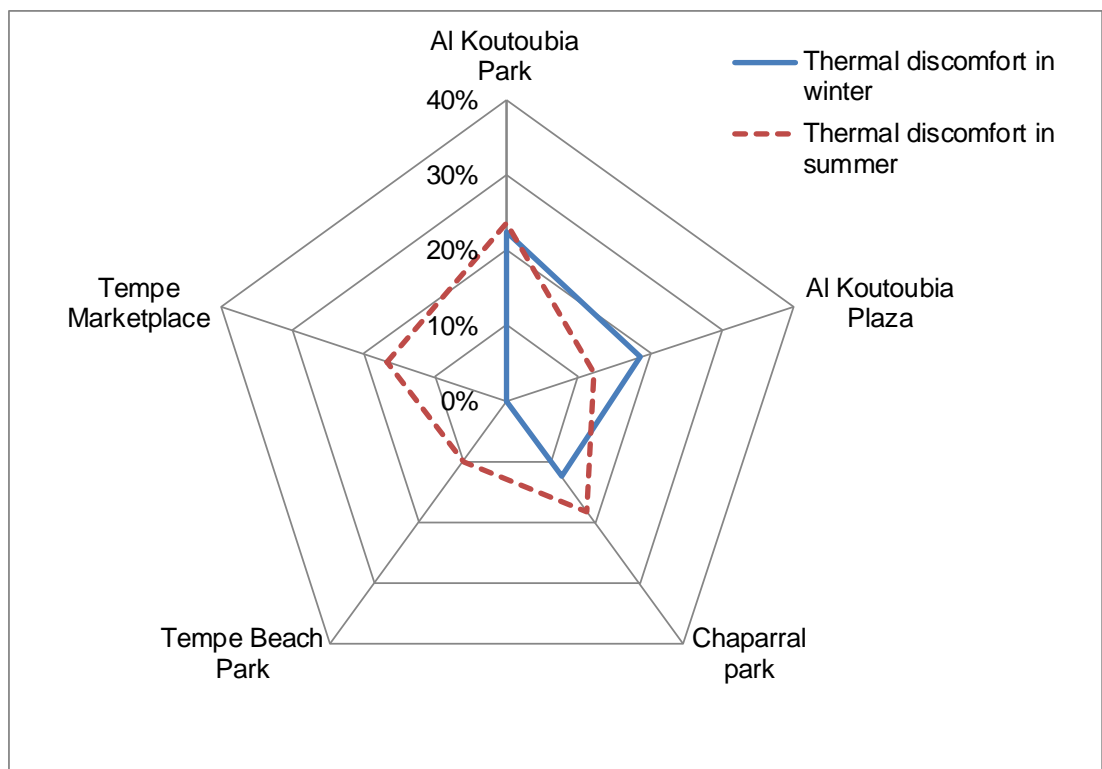 Al Koutoubia
Park
Thermal discomfort in
winter
Thermal discomfort in
summer
40%
30%
20%
10%
0%
Al Koutoubia
Plaza
Tempe
Marketplace
Tempe Beach
Park
Chaparral
park